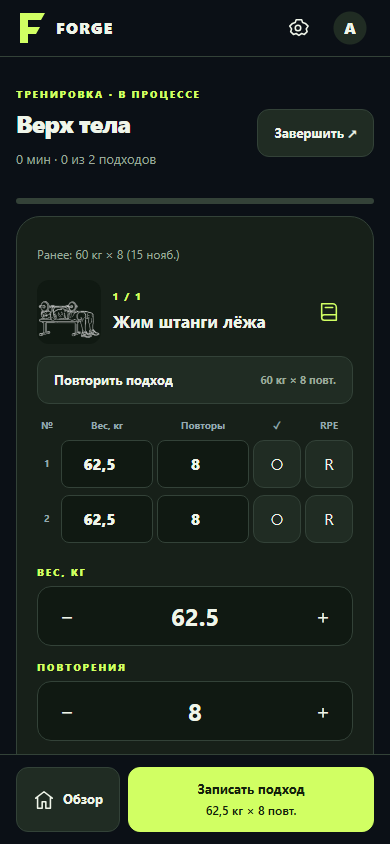 FORGE
A
ТРЕНИРОВКА · В ПРОЦЕССЕ
Верх тела
0 мин · 0 из 2 подходов
Завершить ↗
Ранее: 60 кг × 8 (15 нояб.)
1 / 1
Жим штанги лёжа
Повторить подход 60 кг × 8 повт.
№ Вес, кг Повторы ✓ RPE
1 62,5 8 O R
2 62,5 8 O R
ВЕС, КГ
− 62.5 +
ПОВТОРЕНИЯ
− 8 +
Обзор
Записать подход
62,5 кг × 8 повт.